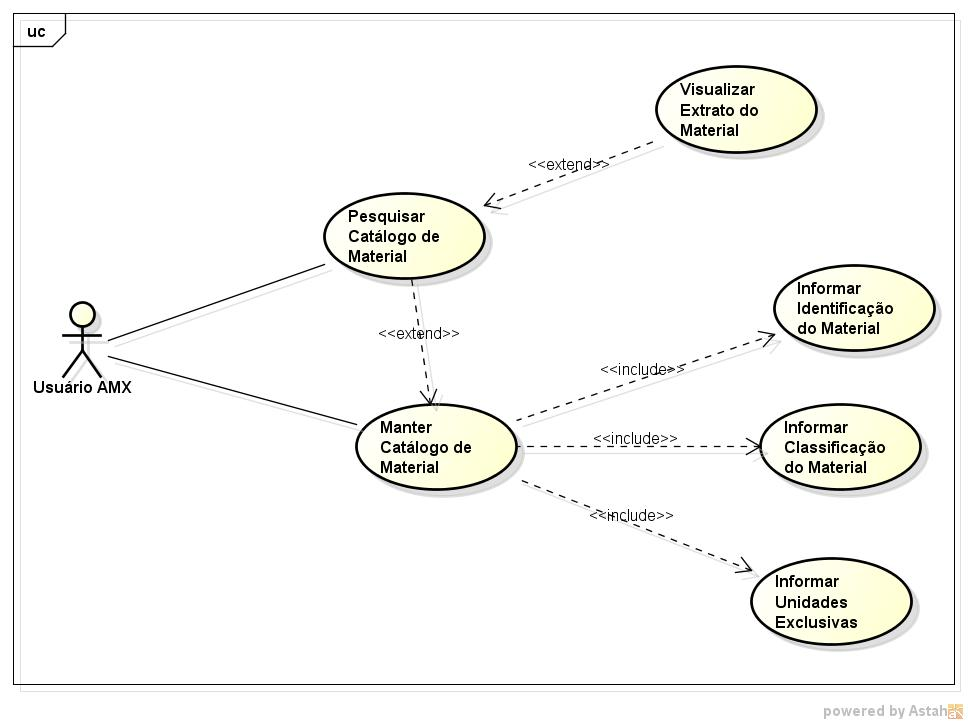 uc
Visualizar
Extrato do
Material
<<extend>>
Pesquisar
Catálogo de
Material
Informar
Identificação
do Material
<<extend>>
<<include>>
Usuário AMX
Manter
Catálogo de
Material
<<include>>
Informar
Classificação
do Material
<<include>>
Informar
Unidades
Exclusivas
powered by Astah